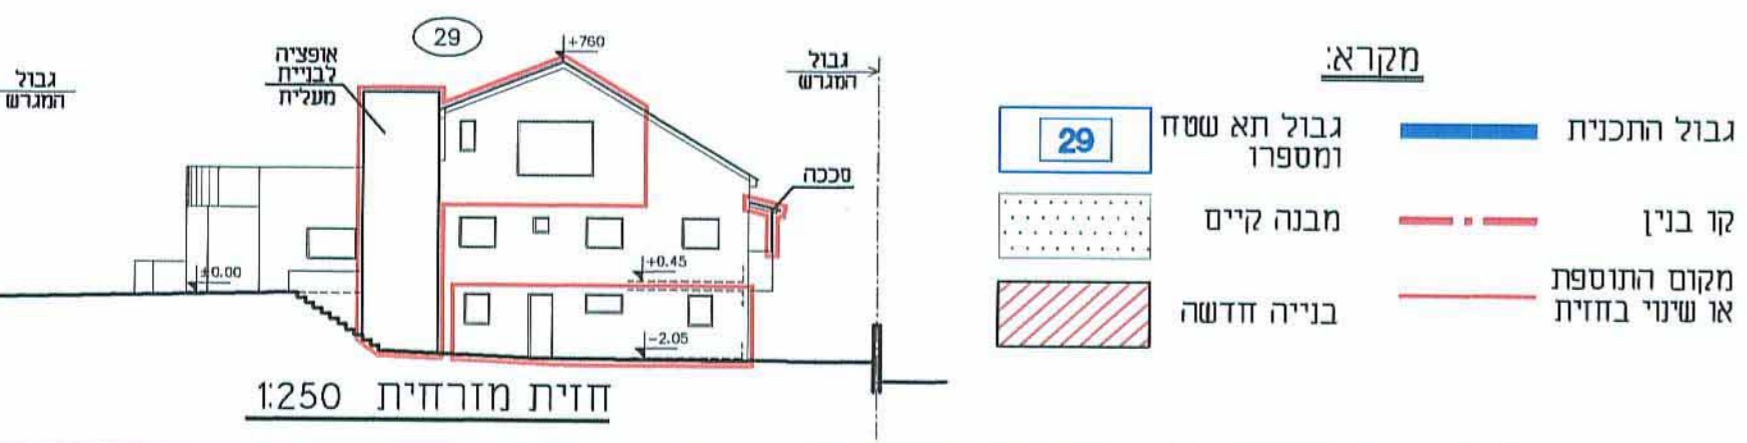 גבול
המגרש
אופציה
לבניית
מעלית
29
+760
גבול
המגרש
סככה
±0.00
+0.45
-2.05
חזית מזרחית 1:250
מקרא:
גבול התכנית
קו בנין
מקום התוספת
או שינוי בחזית
גבול תא שטח
ומספרו
29
מבנה קיים
בנייה חדשה